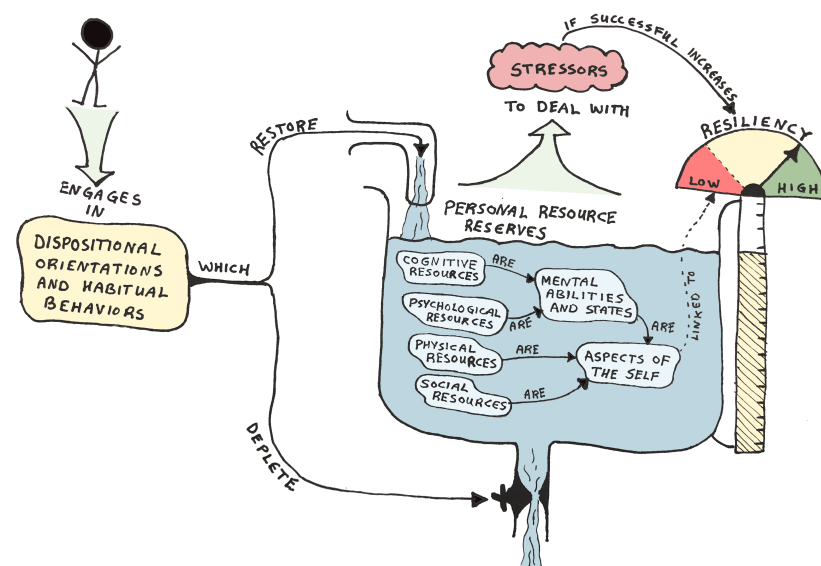 ENGAGES
IN
DISPOSITIONAL
ORIENTATIONS
AND HABITUAL
BEHAVIORS
WHICH
RESTORE
DEPLETE
PERSONAL RESOURCE
RESERVES
COGNITIVE
RESOURCES
ARE
MENTAL
ABILITIES
AND STATES
PSYCHOLOGICAL
RESOURCES
ARE
ARE
PHYSICAL
RESOURCES
ARE
ASPECTS OF
THE SELF
SOCIAL
RESOURCES
ARE
LINKED TO
TO DEAL WITH
STRESSORS
IF SUCCESSFUL INCREASES
RESILIENCY
LOW
HIGH